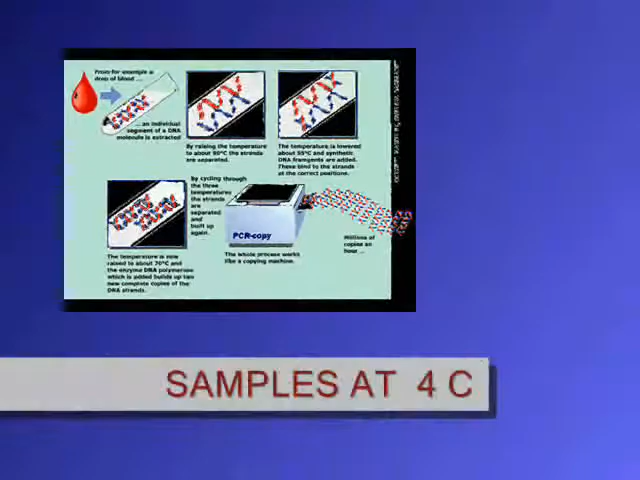 From for example a
drop of blood ...
... an individual
segment of a DNA
molecule is extracted
By raising the temperature
to about 90°C the strands
are separated.
The temperature is lowered
about 55°C and synthetic
DNA framgents are added.
These bind to the strands
at the correct positions.
By cycling through
the three
temperatures
the strands
are
separated
and
built up
again.
The temperature is now
raised to about 70°C and
the enzyme DNA polymerase
which is added builds up two
new complete copies of the
DNA strands.
PCR-copy
The whole process works
like a copying machine.
Millions of
copies an
hour ...
SAMPLES AT 4 C